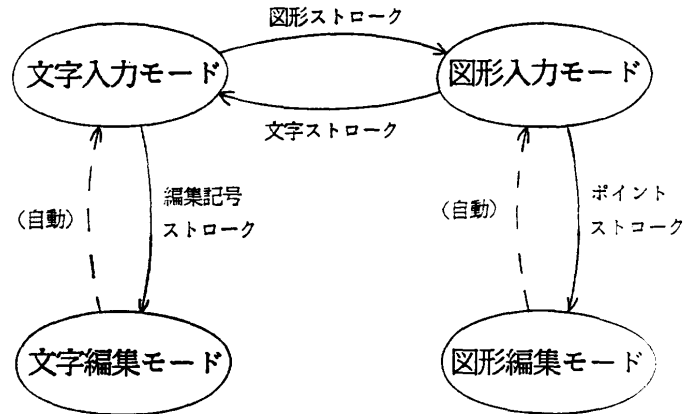 図形ストローク
文字入力モード
図形入力モード
文字ストローク
(自動)
編集記号
ストローク
(自動)
ポイント
ストローク
文字編集モード
図形編集モード